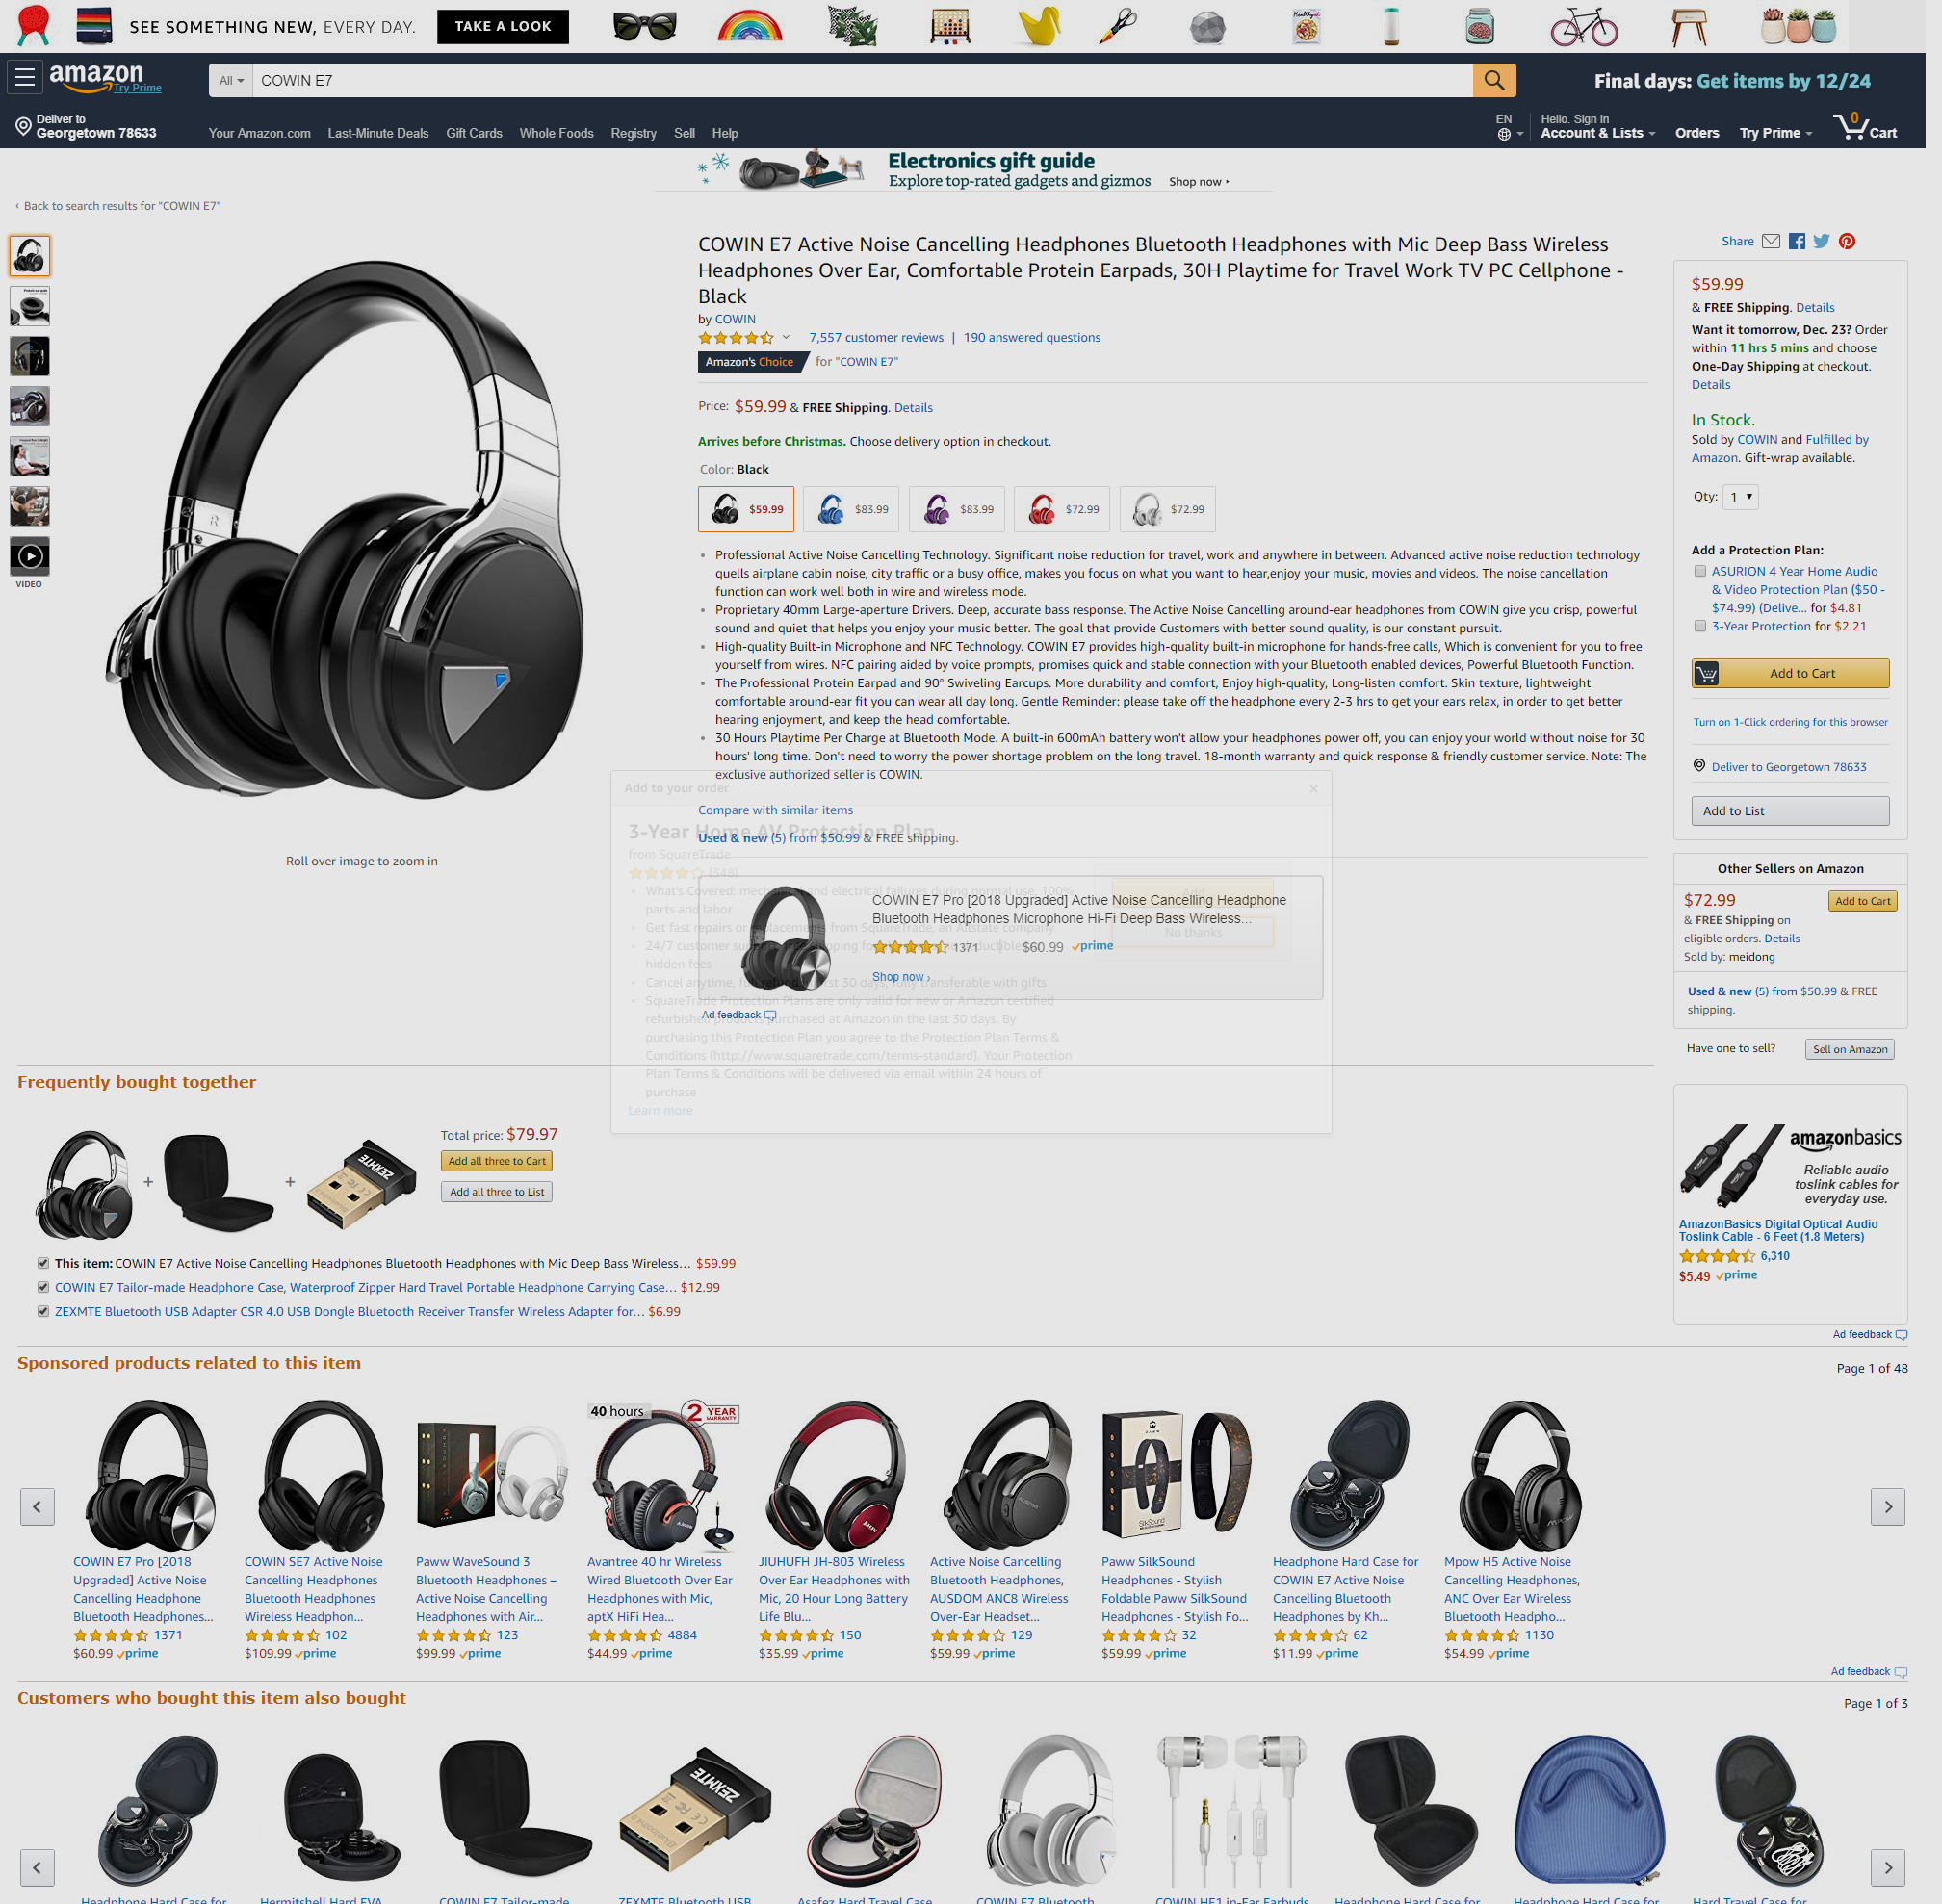 SEE SOMETHING NEW, EVERY DAY.
TAKE A LOOK
amazon
Try Prime
All
COWIN E7
Final days: Get items by 12/24
Deliver to
Georgetown 78633
Your Amazon.com Last-Minute Deals Gift Cards Whole Foods Registry Sell Help
EN
Hello. Sign in
Account & Lists Orders Try Prime 0 Cart
Electronics gift guide
Explore top-rated gadgets and gizmos Shop now
‹ Back to search results for "COWIN E7"
VIDEO
Roll over image to zoom in
COWIN E7 Active Noise Cancelling Headphones Bluetooth Headphones with Mic Deep Bass Wireless
Headphones Over Ear, Comfortable Protein Earpads, 30H Playtime for Travel Work TV PC Cellphone -
Black
by COWIN
7,557 customer reviews | 190 answered questions
Amazon's Choice for "COWIN E7"
Price: $59.99 & FREE Shipping. Details
Arrives before Christmas. Choose delivery option in checkout.
Color: Black
$59.99 $83.99 $83.99 $72.99 $72.99
Professional Active Noise Cancelling Technology. Significant noise reduction for travel, work and anywhere in between. Advanced active noise reduction technology
quells airplane cabin noise, city traffic or a busy office, makes you focus on what you want to hear,enjoy your music, movies and videos. The noise cancellation
function can work well both in wire and wireless mode.
Proprietary 40mm Large-aperture Drivers. Deep, accurate bass response. The Active Noise Cancelling around-ear headphones from COWIN give you crisp, powerful
sound and quiet that helps you enjoy your music better. The goal that provide Customers with better sound quality, is our constant pursuit.
High-quality Built-in Microphone and NFC Technology. COWIN E7 provides high-quality built-in microphone for hands-free calls, Which is convenient for you to free
yourself from wires. NFC pairing aided by voice prompts, promises quick and stable connection with your Bluetooth enabled devices, Powerful Bluetooth Function.
The Professional Protein Earpad and 90° Swiveling Earcups. More durability and comfort, Enjoy high-quality, Long-listen comfort. Skin texture, lightweight
comfortable around-ear fit you can wear all day long. Gentle Reminder: please take off the headphone every 2-3 hrs to get your ears relax, in order to get better
hearing enjoyment, and keep the head comfortable.
30 Hours Playtime Per Charge at Bluetooth Mode. A built-in 600mAh battery won't allow your headphones power off, you can enjoy your world without noise for 30
hours' long time. Don't need to worry the power shortage problem on the long travel. 18-month warranty and quick response & friendly customer service. Note: The
exclusive authorized seller is COWIN.
Compare with similar items
Used & new (5) from $50.99 & FREE shipping.
COWIN E7 Pro [2018 Upgraded] Active Noise Cancelling Headphone
Bluetooth Headphones Microphone Hi-Fi Deep Bass Wireless...
1371 | $60.99 prime
Shop now ›
Ad feedback
Add to your order
3-Year Home AV Protection Plan
from SquareTrade
(348)
What's Covered: mechanical and electrical failures during normal use, 100%
parts and labor
Get fast repairs or replacements from SquareTrade, an Allstate company
24/7 customer
hidden fees
Cancel anytime, full refund first 30 days, fully transferable with gifts
SquareTrade Protection Plans are only valid for new or Amazon certified
refurbished products purchased at Amazon in the last 30 days. By
purchasing this Protection Plan you agree to the Protection Plan Terms &
Conditions (http://www.squaretrade.com/terms-standard). Your Protection
Plan Terms & Conditions will be delivered via email within 24 hours of
purchase
Learn more
Add
No thanks
Share
$59.99
& FREE Shipping. Details
Want it tomorrow, Dec. 23? Order
within 11 hrs 5 mins and choose
One-Day Shipping at checkout.
Details
In Stock.
Sold by COWIN and Fulfilled by
Amazon. Gift-wrap available.
Qty: 1
Add a Protection Plan:
ASURION 4 Year Home Audio
& Video Protection Plan ($50 -
$74.99) (Delive... for $4.81
3-Year Protection for $2.21
Add to Cart
Turn on 1-Click ordering for this browser
Deliver to Georgetown 78633
Add to List
Other Sellers on Amazon
$72.99 Add to Cart
& FREE Shipping on
eligible orders. Details
Sold by: meidong
Used & new (5) from $50.99 & FREE
shipping.
Have one to sell? Sell on Amazon
amazonbasics
Reliable audio
toslink cables for
everyday use.
AmazonBasics Digital Optical Audio
Toslink Cable - 6 Feet (1.8 Meters)
6,310
$5.49 prime
Ad feedback
Frequently bought together
ZEXMTE
Total price: $79.97
Add all three to Cart
Add all three to List
This item: COWIN E7 Active Noise Cancelling Headphones Bluetooth Headphones with Mic Deep Bass Wireless... $59.99
COWIN E7 Tailor-made Headphone Case, Waterproof Zipper Hard Travel Portable Headphone Carrying Case... $12.99
ZEXMTE Bluetooth USB Adapter CSR 4.0 USB Dongle Bluetooth Receiver Transfer Wireless Adapter for... $6.99
Sponsored products related to this item
Page 1 of 48
40 hours 2 YEAR
WARRANTY
COWIN E7 Pro [2018
Upgraded] Active Noise
Cancelling Headphone
Bluetooth Headphones...
1371
$60.99 prime
COWIN SE7 Active Noise
Cancelling Headphones
Bluetooth Headphones
Wireless Headphon...
102
$109.99 prime
Paww WaveSound 3
Bluetooth Headphones –
Active Noise Cancelling
Headphones with Air...
123
$99.99 prime
Avantree 40 hr Wireless
Wired Bluetooth Over Ear
Headphones with Mic,
aptX HiFi Hea...
4884
$44.99 prime
JIUHUFH JH-803 Wireless
Over Ear Headphones with
Mic, 20 Hour Long Battery
Life Blu...
150
$35.99 prime
Active Noise Cancelling
Bluetooth Headphones,
AUSDOM ANC8 Wireless
Over-Ear Headset...
129
$59.99 prime
Paww SilkSound
Headphones - Stylish
Foldable Paww SilkSound
Headphones - Stylish Fo...
32
$59.99 prime
Headphone Hard Case for
COWIN E7 Active Noise
Cancelling Bluetooth
Headphones by Kh...
62
$11.99 prime
Mpow H5 Active Noise
Cancelling Headphones,
ANC Over Ear Wireless
Bluetooth Headpho...
1130
$54.99 prime
Ad feedback
Customers who bought this item also bought
Page 1 of 3
ZEXMTE
Headphone Hard Case for
Hermitshell Hard EVA
COWIN E7 Tailor-made
ZEXMTE Bluetooth USB
Asafez Hard Travel Case
COWIN E7 Bluetooth
COWIN HE1 in-Ear Earbuds
Headphone Hard Case for
Headphone Hard Case for
Hard Travel Case for